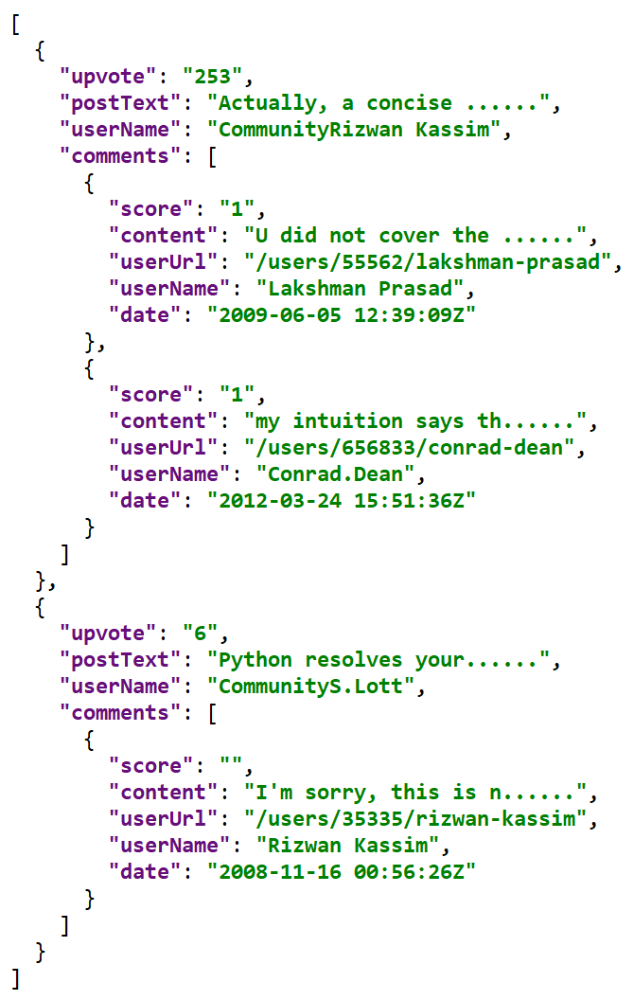 [
  {
    "upvote": "253",
    "postText": "Actually, a concise ......",
    "userName": "CommunityRizwan Kassim",
    "comments": [
      {
        "score": "1",
        "content": "U did not cover the ......",
        "userUrl": "/users/55562/lakshman-prasad",
        "userName": "Lakshman Prasad",
        "date": "2009-06-05 12:39:09Z"
      },
      {
        "score": "1",
        "content": "my intuition says th......",
        "userUrl": "/users/656833/conrad-dean",
        "userName": "Conrad.Dean",
        "date": "2012-03-24 15:51:36Z"
      }
    ]
  },
  {
    "upvote": "6",
    "postText": "Python resolves your......",
    "userName": "CommunityS.Lott",
    "comments": [
      {
        "score": "",
        "content": "I'm sorry, this is n......",
        "userUrl": "/users/35335/rizwan-kassim",
        "userName": "Rizwan Kassim",
        "date": "2008-11-16 00:56:26Z"
      }
    ]
  }
]